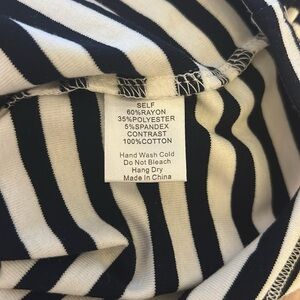 SELF
60%RAYON
35%POLYESTER
5%SPANDEX
CONTRAST
100%COTTON
Hand Wash Cold
Do Not Bleach
Hang Dry
Made In China